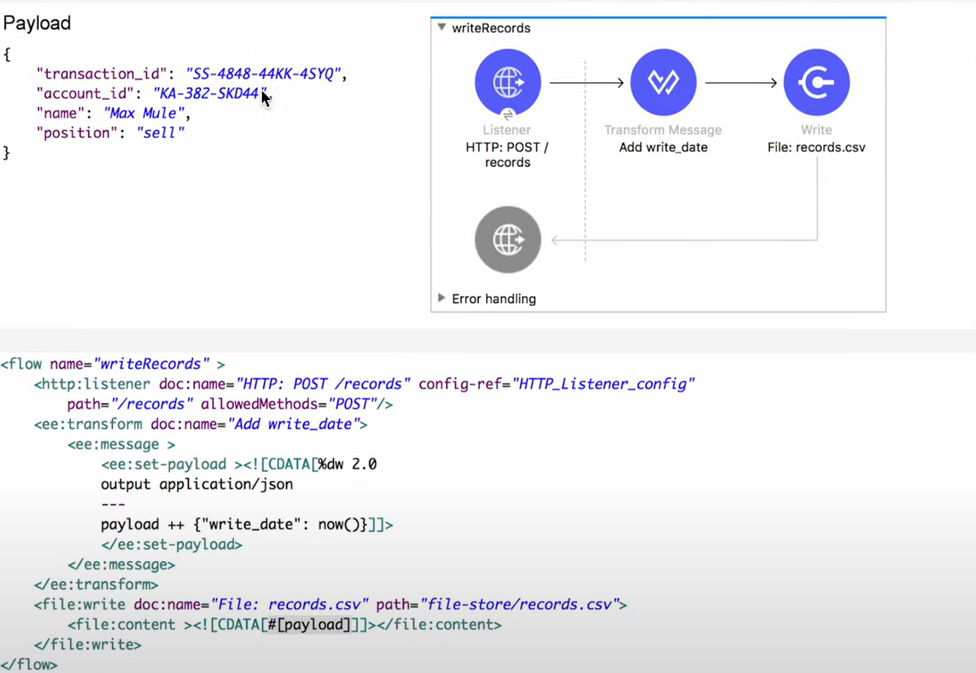 Payload
{
"transaction_id": "SS-4848-44KK-4SYQ",
"account_id": "KA-382-SKD44",
"name": "Max Mule",
"position": "sell"
}
writeRecords
Listener
HTTP: POST /
records
Transform Message
Add write_date
Write
File: records.csv
Error handling
<flow name="writeRecords" >
<http:listener doc:name="HTTP: POST /records" config-ref="HTTP_Listener_config"
path="/records" allowedMethods="POST"/>
<ee:transform doc:name="Add write_date">
<ee:message >
<ee:set-payload ><![CDATA[%dw 2.0
output application/json
---
payload ++ {"write_date": now()}]]>
</ee:set-payload>
</ee:message>
</ee:transform>
<file:write doc:name="File: records.csv" path="file-store/records.csv">
<file:content ><![CDATA[#[payload]]]></file:content>
</file:write>
</flow>